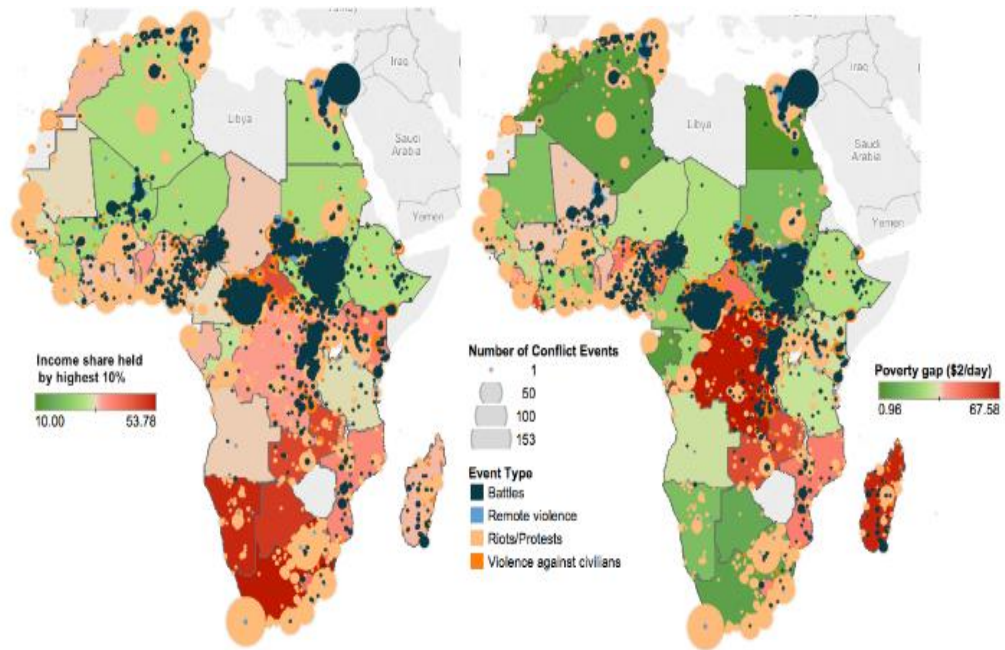 Iraq
Libya
Saudi
Arabia
Yemen
Income share held
by highest 10%
10.00
53.78
Iraq
Libya
Saudi
Arabia
Yemen
Number of Conflict Events
1
50
100
153
Event Type
Battles
Remote violence
Riots/Protests
Violence against civilians
Poverty gap ($2/day)
0.96
67.58